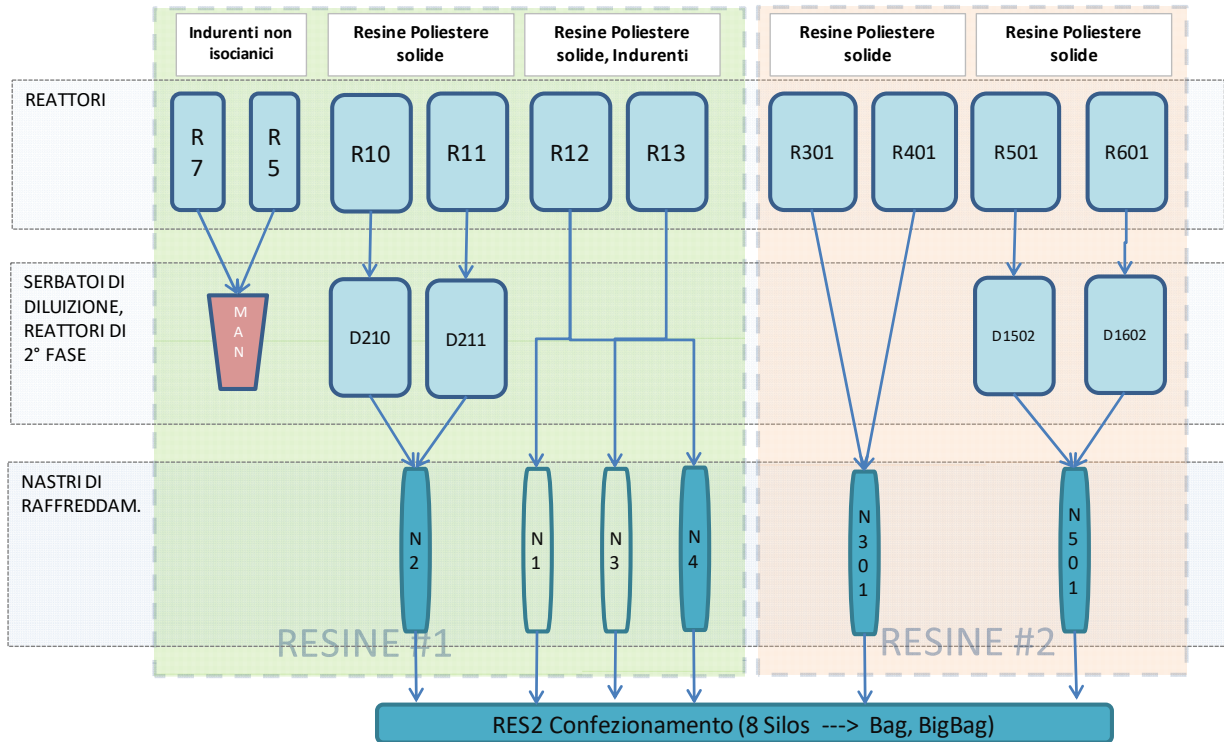 Indurenti non
isocianici
Resine Poliestere
solide
Resine Poliestere
solide, Indurenti
Resine Poliestere
solide
Resine Poliestere
solide
REATTORI
R
7
R
5
R10
R11
R12
R13
R301
R401
R501
R601
SERBATOI DI
DILUIZIONE,
REATTORI DI
2° FASE
M
A
N
D210
D211
D1502
D1602
NASTRI DI
RAFFREDDAM.
N
2
N
1
N
3
N
4
N
3
0
1
N
5
0
1
RESINE #1
RESINE #2
RES2 Confezionamento (8 Silos ---> Bag, BigBag)